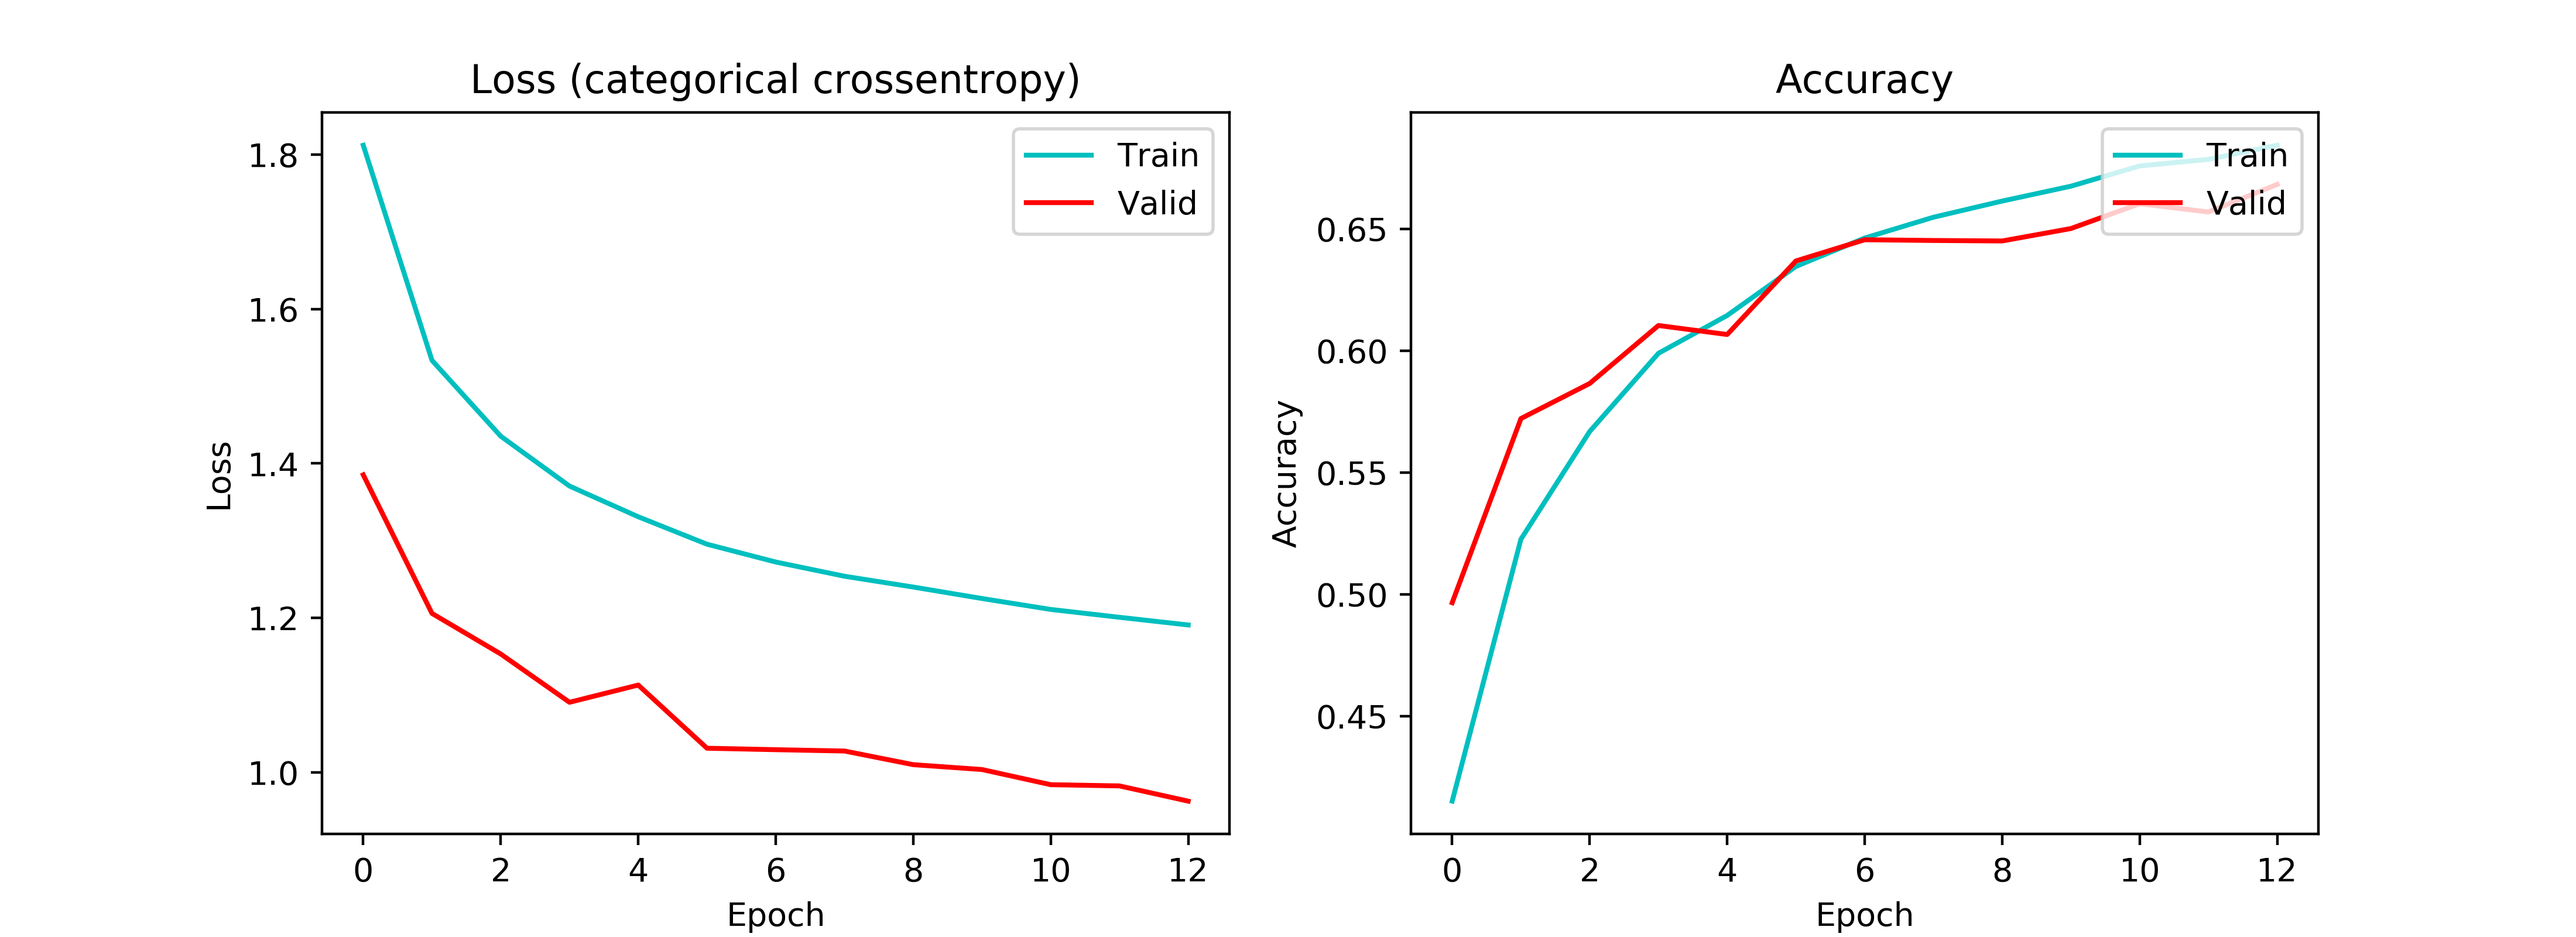 Loss (categorical crossentropy)
Train
Valid
1.8
1.6
1.4
1.2
1.0
Loss
0 2 4 6 8 10 12
Epoch
Accuracy
Train
Valid
0.65
0.60
0.55
0.50
0.45
Accuracy
0 2 4 6 8 10 12
Epoch